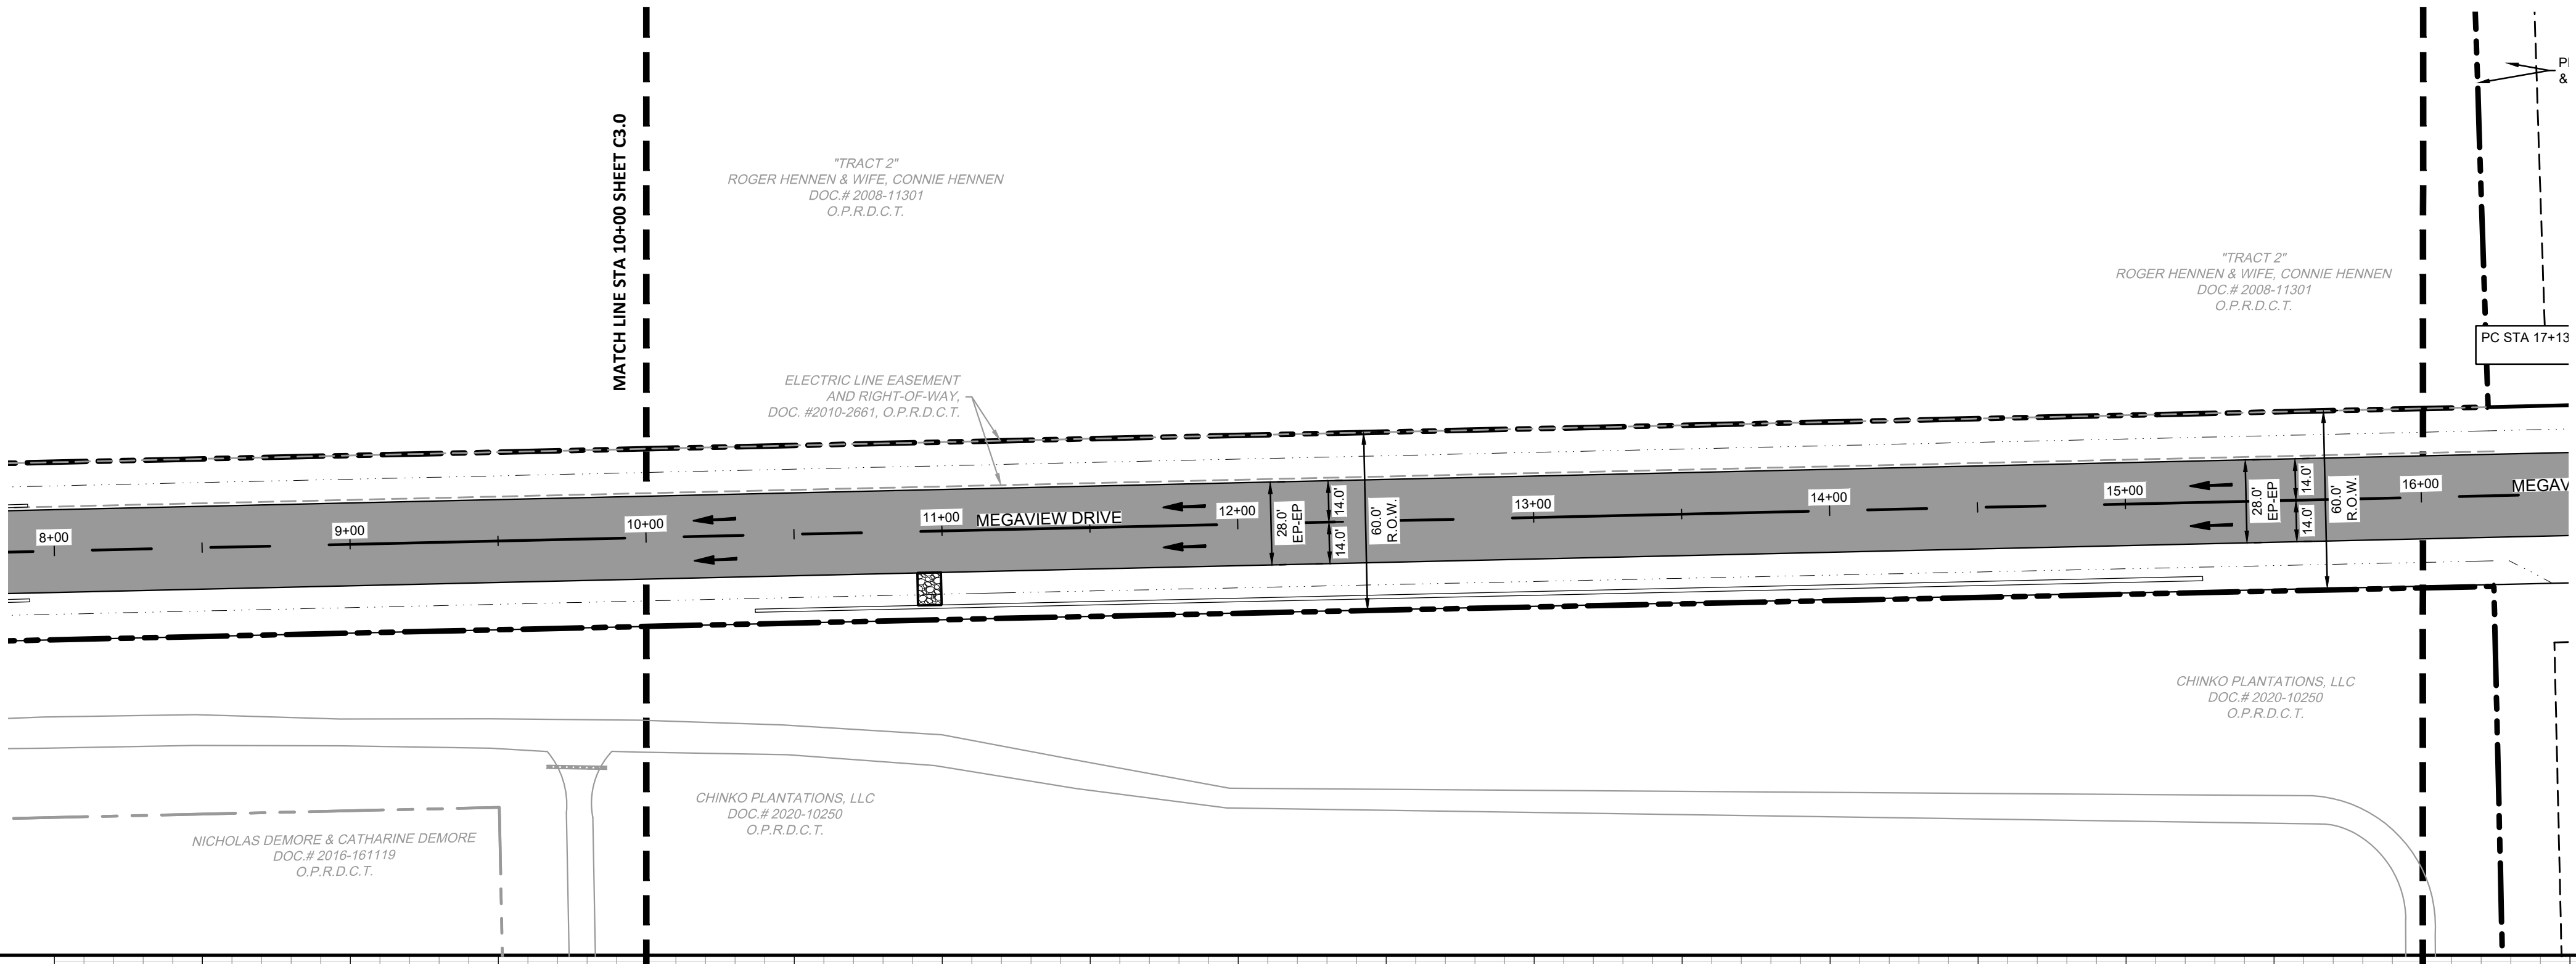 MATCH LINE STA 10+00 SHEET C3.0
"TRACT 2"
ROGER HENNEN & WIFE, CONNIE HENNEN
DOC.# 2008-11301
O.P.R.D.C.T.
"TRACT 2"
ROGER HENNEN & WIFE, CONNIE HENNEN
DOC.# 2008-11301
O.P.R.D.C.T.
&
PC STA 17+13
ELECTRIC LINE EASEMENT
AND RIGHT-OF-WAY,
DOC. #2010-2661, O.P.R.D.C.T.
8+00
9+00
10+00
11+00
MEGAVIEW DRIVE
12+00
28.0'
EP-EP
14.0'
14.0'
60.0'
R.O.W.
13+00
14+00
15+00
28.0'
EP-EP
14.0'
14.0'
60.0'
R.O.W.
16+00
MEGAV
CHINKO PLANTATIONS, LLC
DOC.# 2020-10250
O.P.R.D.C.T.
CHINKO PLANTATIONS, LLC
DOC.# 2020-10250
O.P.R.D.C.T.
NICHOLAS DEMORE & CATHARINE DEMORE
DOC.# 2016-161119
O.P.R.D.C.T.